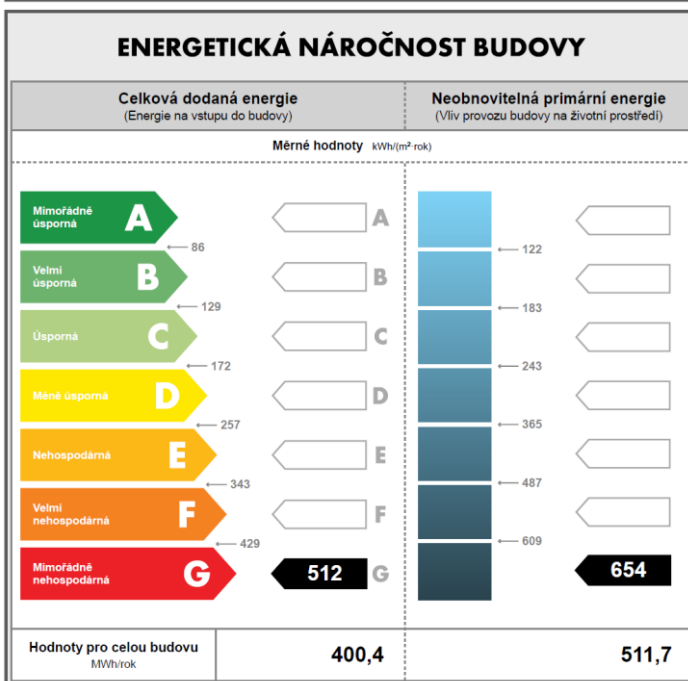 ENERGETICKÁ NÁROČNOST BUDOVY
Celková dodaná energie
(Energie na vstupu do budovy)
Neobnovitelná primární energie
(Vliv provozu budovy na životní prostředí)
Měrné hodnoty kWh/(m² rok)
Mimořádně
úsporná
A
A
86
122
Velmi
úsporná
B
B
129
183
Úsporná
C
C
172
243
Méně úsporná
D
D
257
365
Nehospodárná
E
E
343
487
Velmi
nehospodárná
F
F
429
609
Mimořádně
nehospodárná
G
512
G
654
Hodnoty pro celou budovu
MWh/rok
400,4
511,7